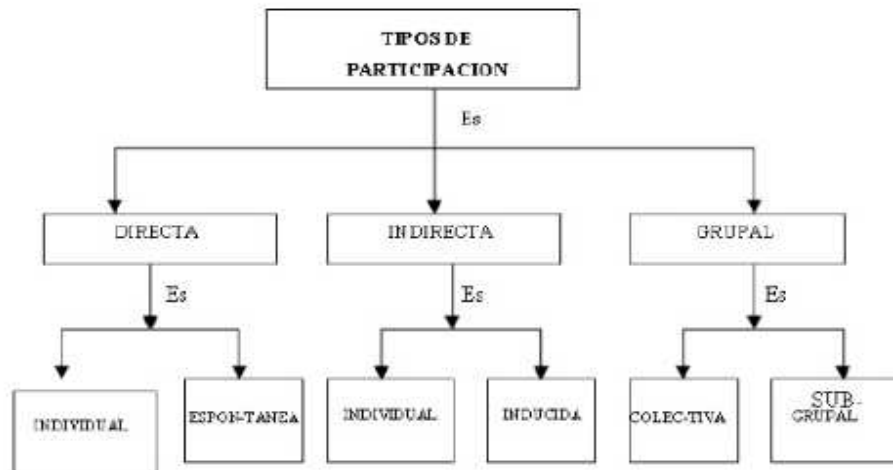 TIPOS DE
PARTICIPACION
Es
DIRECTA
INDIRECTA
GRUPAL
Es
Es
Es
INDIVIDUAL
ESPON-TANEA
INDIVIDUAL
INDUCIDA
COLEC-TIVA
SUB-
GRUPAL